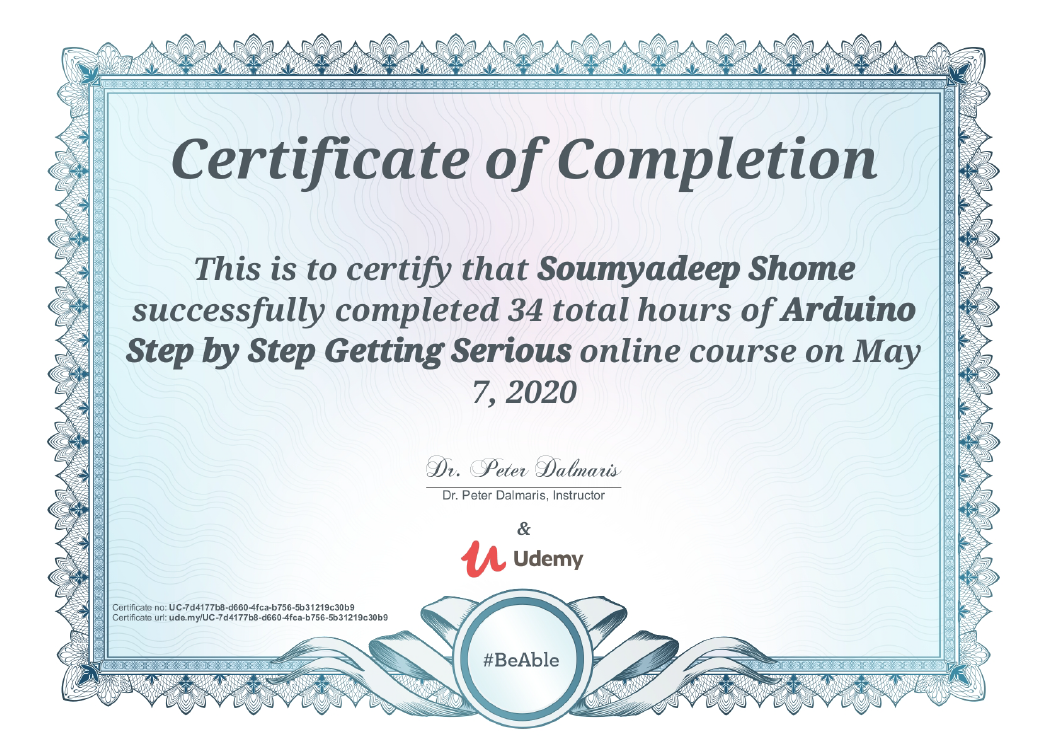 Certificate of Completion
This is to certify that Soumyadeep Shome
successfully completed 34 total hours of Arduino
Step by Step Getting Serious online course on May
7, 2020
Dr. Peter Dalmaris
Dr. Peter Dalmaris, Instructor
&
Udemy
Certificate no: UC-7d4177b8-d660-4fca-b756-5b31219c30b9
Certificate url: ude.my/UC-7d4177b8-d660-4fca-b756-5b31219c30b9
#BeAble